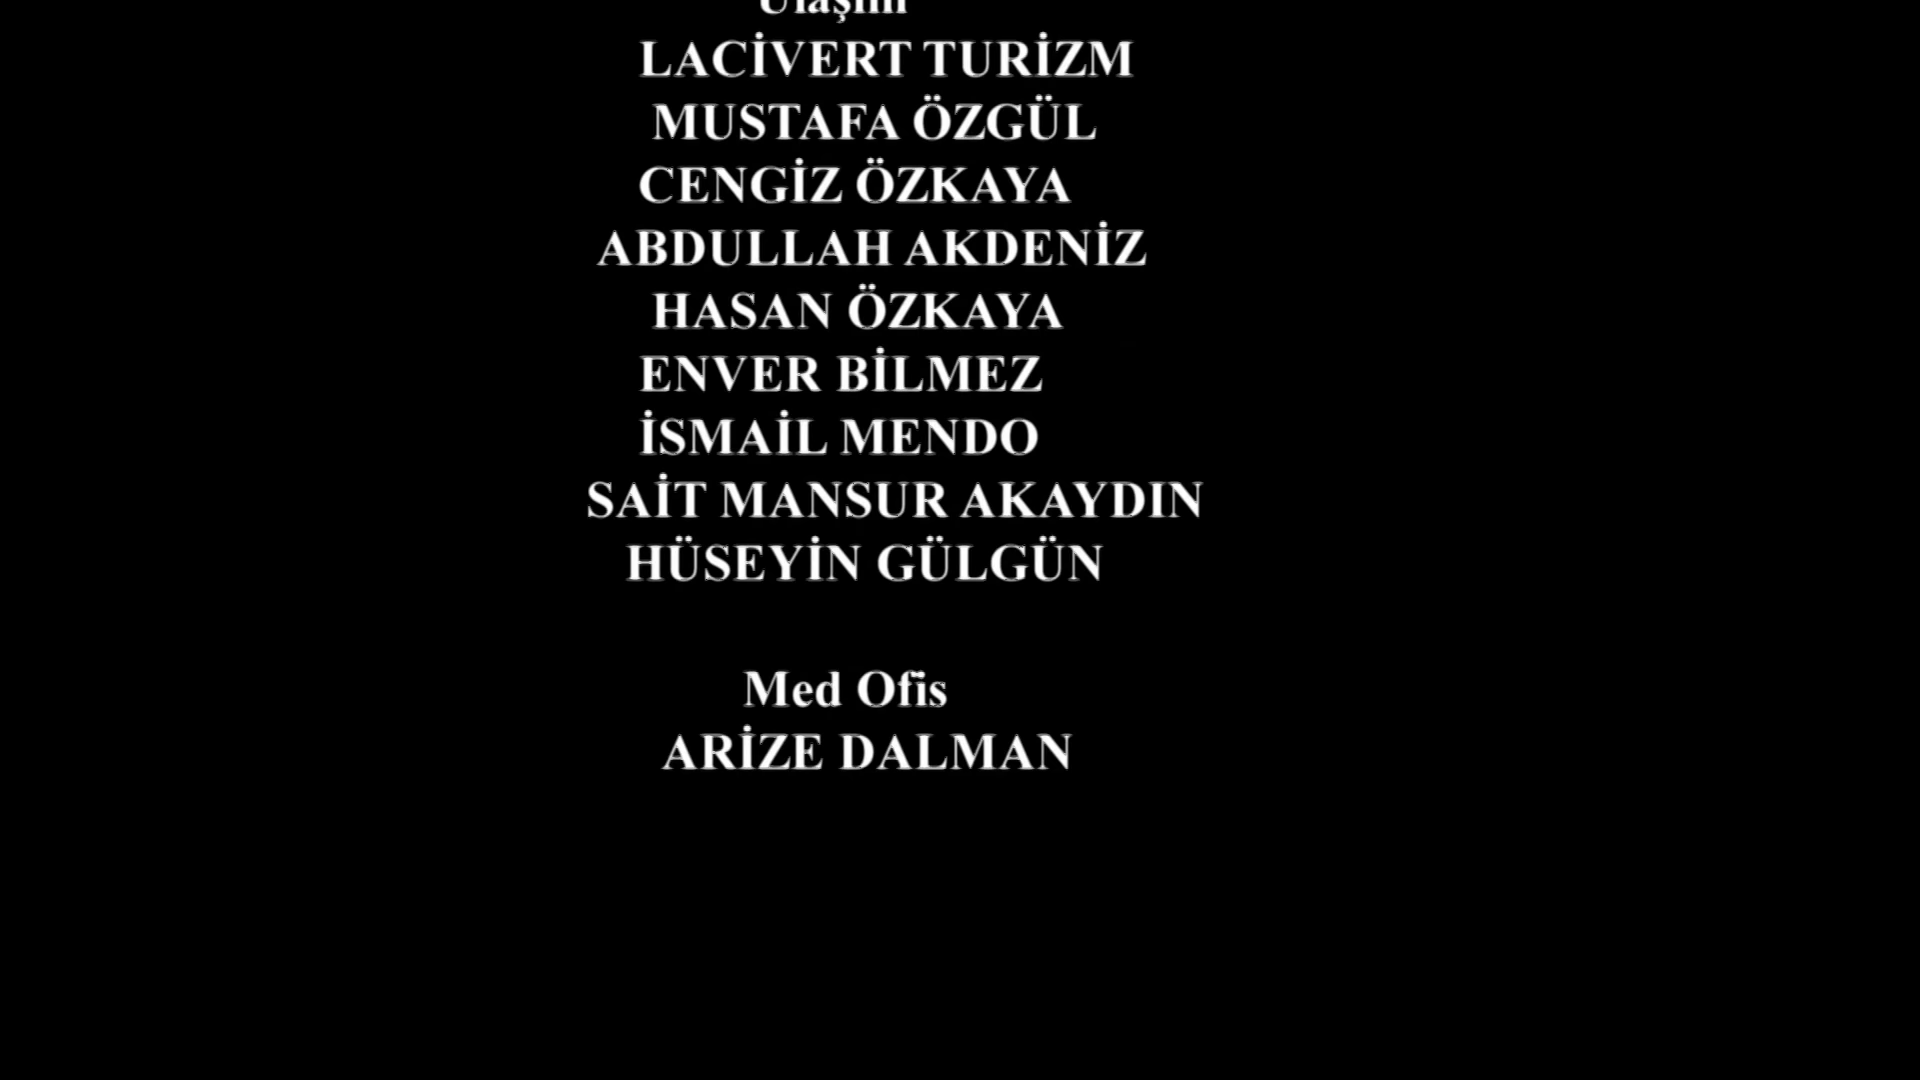 Ulaşım
LACİVERT TURİZM
MUSTAFA ÖZGÜL
CENGİZ ÖZKAYA
ABDULLAH AKDENİZ
HASAN ÖZKAYA
ENVER BİLMEZ
İSMAİL MENDO
SAİT MANSUR AKAYDIN
HÜSEYİN GÜLGÜN
Med Ofis
ARİZE DALMAN